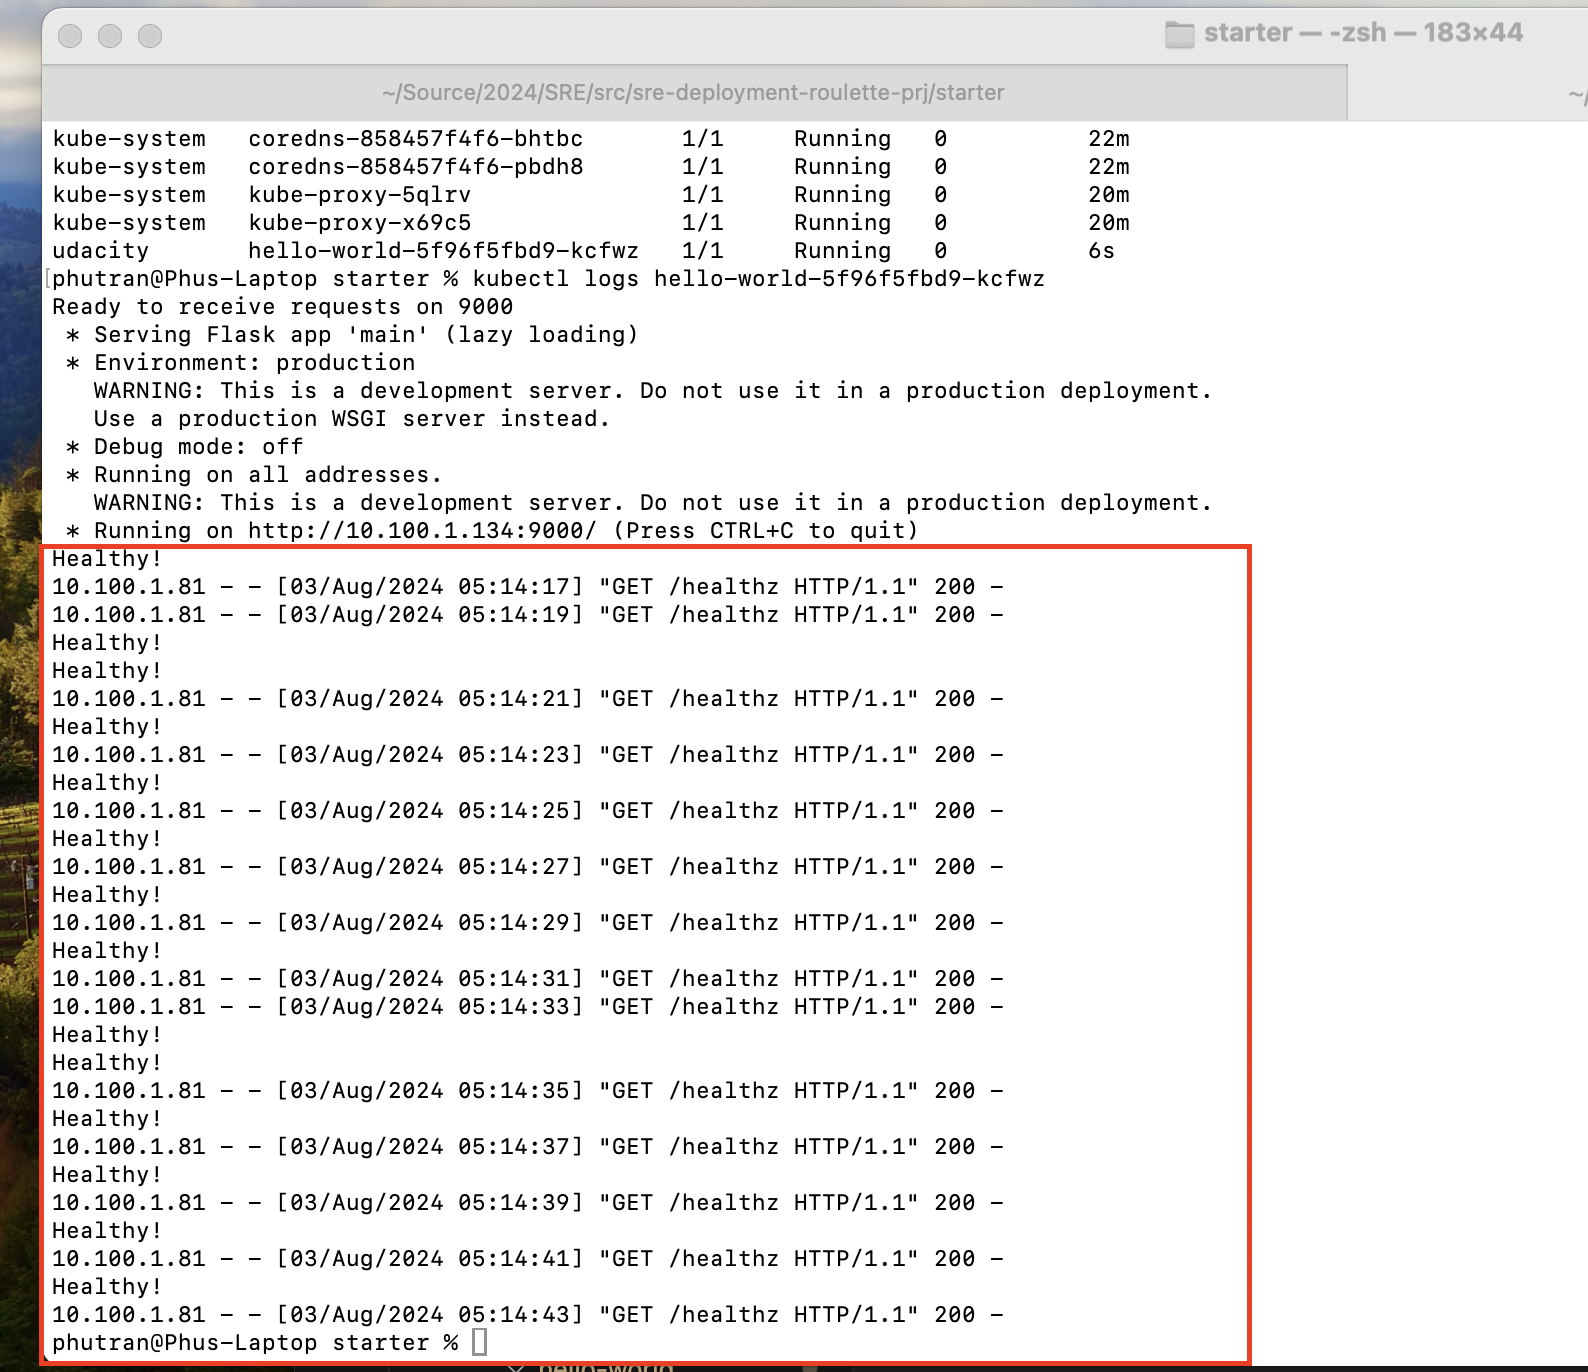 starter — -zsh — 183×44
~/Source/2024/SRE/src/sre-deployment-roulette-prj/starter ~/
kube-system coredns-858457f4f6-bhtbc 1/1 Running 0 22m
kube-system coredns-858457f4f6-pbdh8 1/1 Running 0 22m
kube-system kube-proxy-5qlrv 1/1 Running 0 20m
kube-system kube-proxy-x69c5 1/1 Running 0 20m
udacity hello-world-5f96f5fbd9-kcfwz 1/1 Running 0 6s
[phutran@Phus-Laptop starter % kubectl logs hello-world-5f96f5fbd9-kcfwz
Ready to receive requests on 9000
* Serving Flask app 'main' (lazy loading)
* Environment: production
WARNING: This is a development server. Do not use it in a production deployment.
Use a production WSGI server instead.
* Debug mode: off
* Running on all addresses.
WARNING: This is a development server. Do not use it in a production deployment.
* Running on http://10.100.1.134:9000/ (Press CTRL+C to quit)
Healthy!
10.100.1.81 - - [03/Aug/2024 05:14:17] "GET /healthz HTTP/1.1" 200 -
10.100.1.81 - - [03/Aug/2024 05:14:19] "GET /healthz HTTP/1.1" 200 -
Healthy!
Healthy!
10.100.1.81 - - [03/Aug/2024 05:14:21] "GET /healthz HTTP/1.1" 200 -
Healthy!
10.100.1.81 - - [03/Aug/2024 05:14:23] "GET /healthz HTTP/1.1" 200 -
Healthy!
10.100.1.81 - - [03/Aug/2024 05:14:25] "GET /healthz HTTP/1.1" 200 -
Healthy!
10.100.1.81 - - [03/Aug/2024 05:14:27] "GET /healthz HTTP/1.1" 200 -
Healthy!
10.100.1.81 - - [03/Aug/2024 05:14:29] "GET /healthz HTTP/1.1" 200 -
Healthy!
10.100.1.81 - - [03/Aug/2024 05:14:31] "GET /healthz HTTP/1.1" 200 -
10.100.1.81 - - [03/Aug/2024 05:14:33] "GET /healthz HTTP/1.1" 200 -
Healthy!
Healthy!
10.100.1.81 - - [03/Aug/2024 05:14:35] "GET /healthz HTTP/1.1" 200 -
Healthy!
10.100.1.81 - - [03/Aug/2024 05:14:37] "GET /healthz HTTP/1.1" 200 -
Healthy!
10.100.1.81 - - [03/Aug/2024 05:14:39] "GET /healthz HTTP/1.1" 200 -
Healthy!
10.100.1.81 - - [03/Aug/2024 05:14:41] "GET /healthz HTTP/1.1" 200 -
Healthy!
10.100.1.81 - - [03/Aug/2024 05:14:43] "GET /healthz HTTP/1.1" 200 -
phutran@Phus-Laptop starter %
hello-world